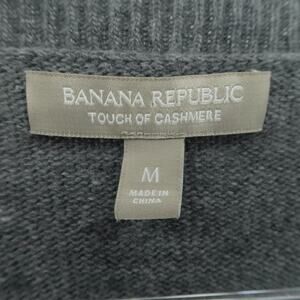 BANANA REPUBLIC
TOUCH OF CASHMERE
M
MADE IN
CHINA